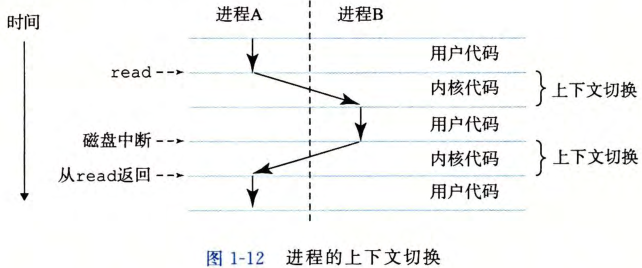 时间
进程A 进程B
用户代码
read
内核代码
上下文切换
用户代码
磁盘中断
内核代码
上下文切换
从read返回
用户代码
图 1-12 进程的上下文切换